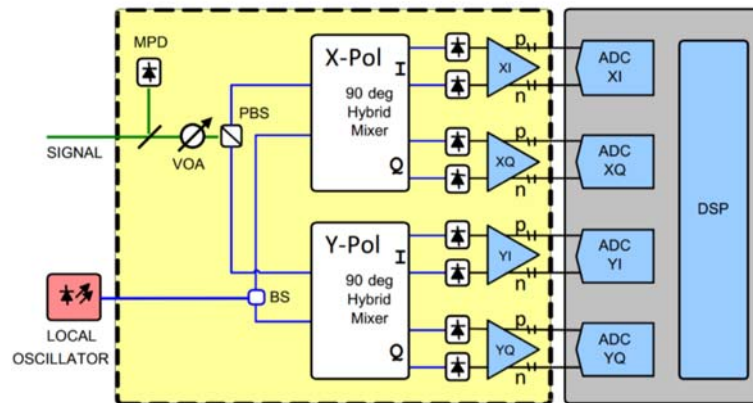 MPD
SIGNAL
VOA
PBS
BS
LOCAL
OSCILLATOR
X-Pol
I
90 deg
Hybrid
Mixer
Q
Y-Pol
I
90 deg
Hybrid
Mixer
Q
p
XI
n
p
XQ
n
p
YI
n
p
YQ
n
ADC
XI
ADC
XQ
ADC
YI
ADC
YQ
DSP